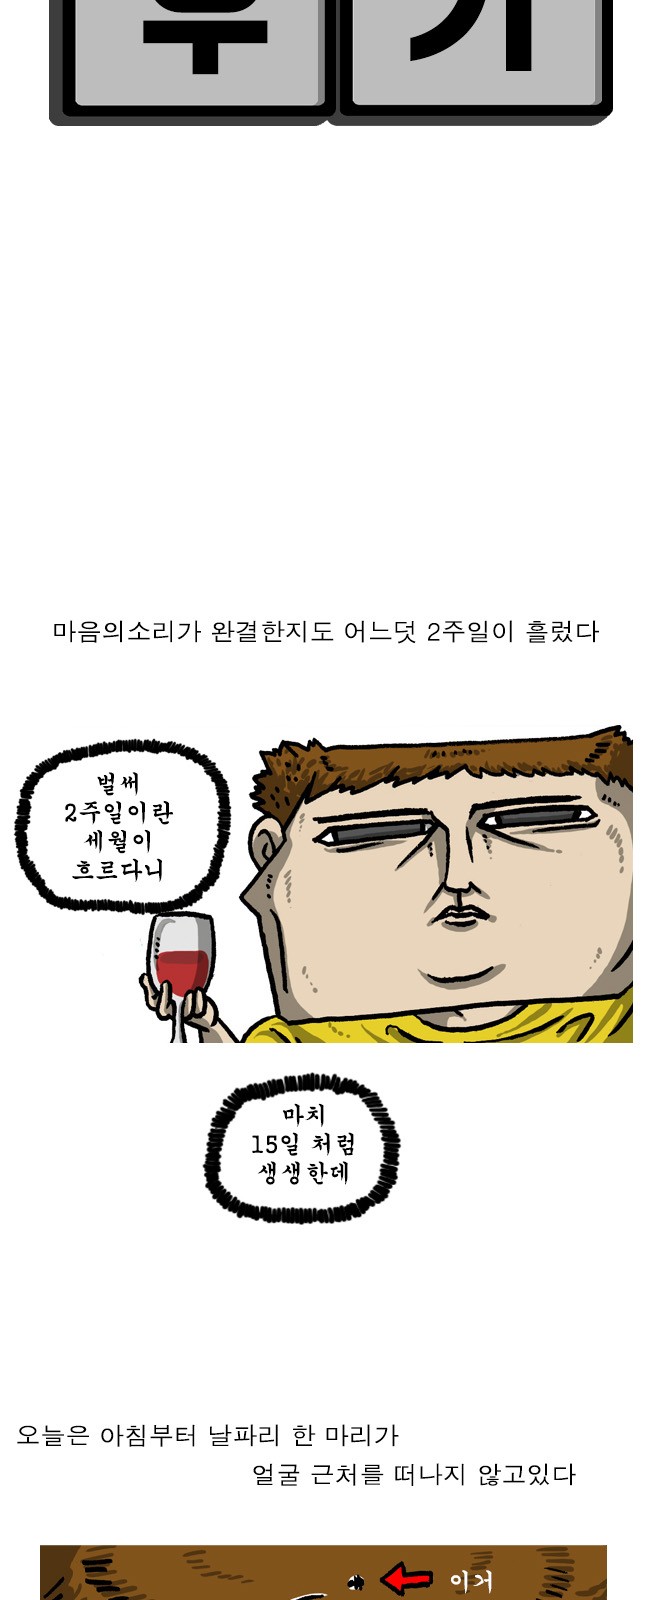 후기
마음의소리가 완결한지도 어느덧 2주일이 흘렀다
벌써
2주일이란
세월이
흐르다니
마치
15일 처럼
생생한데
오늘은 아침부터 날파리 한 마리가
얼굴 근처를 떠나지 않고있다
이거